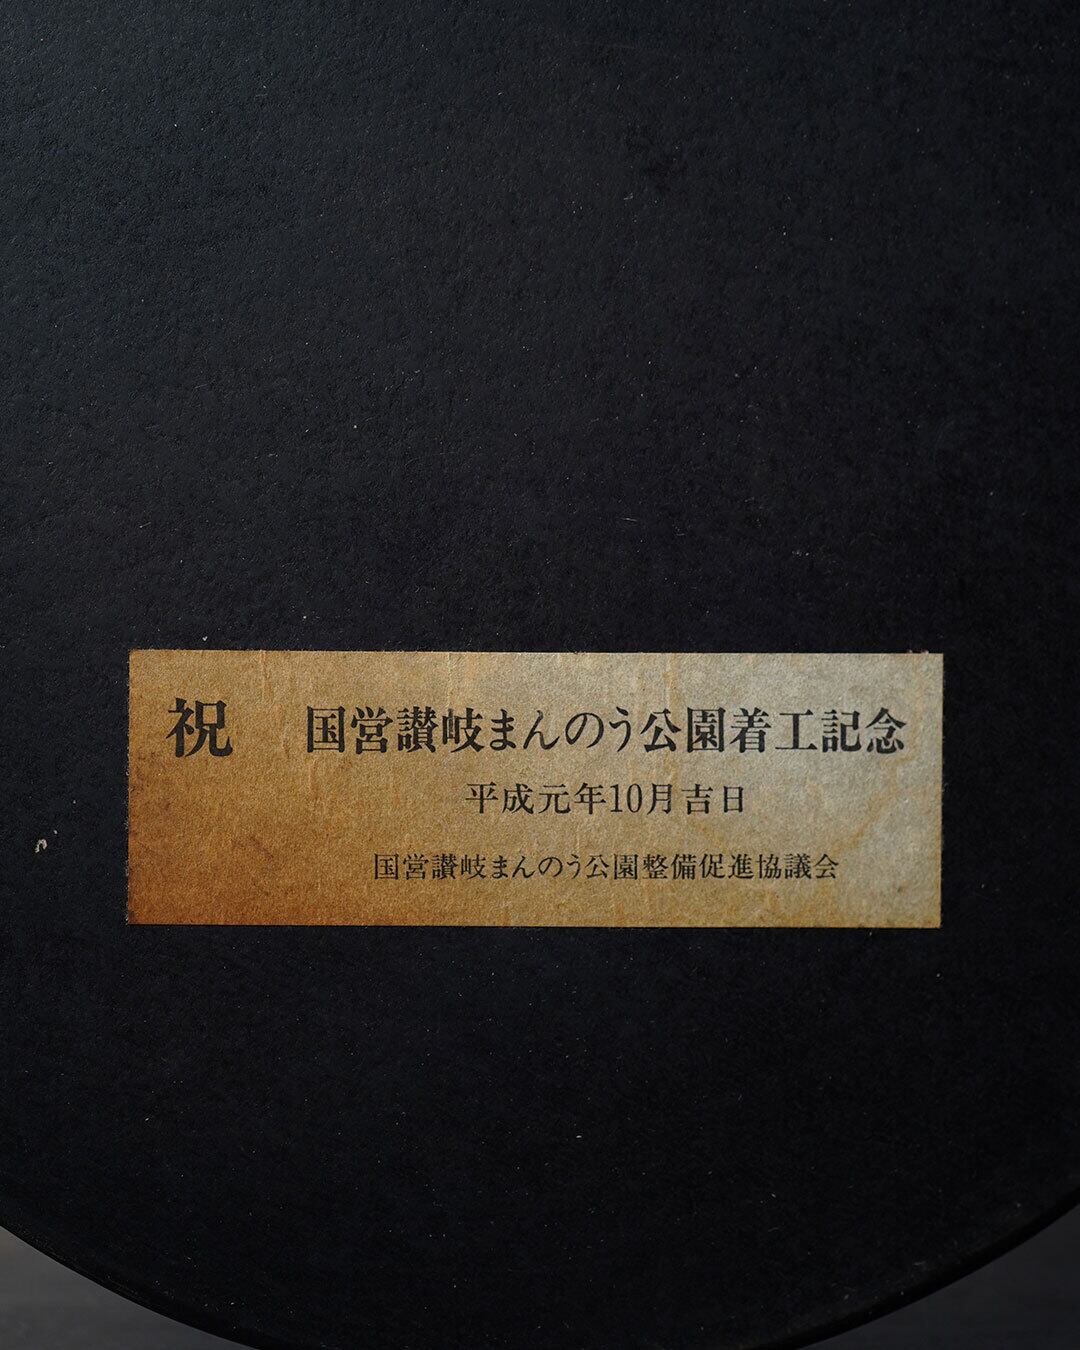 祝 国営讃岐まんのう公園着工記念
平成元年10月吉日
国営讃岐まんのう公園整備促進協議会